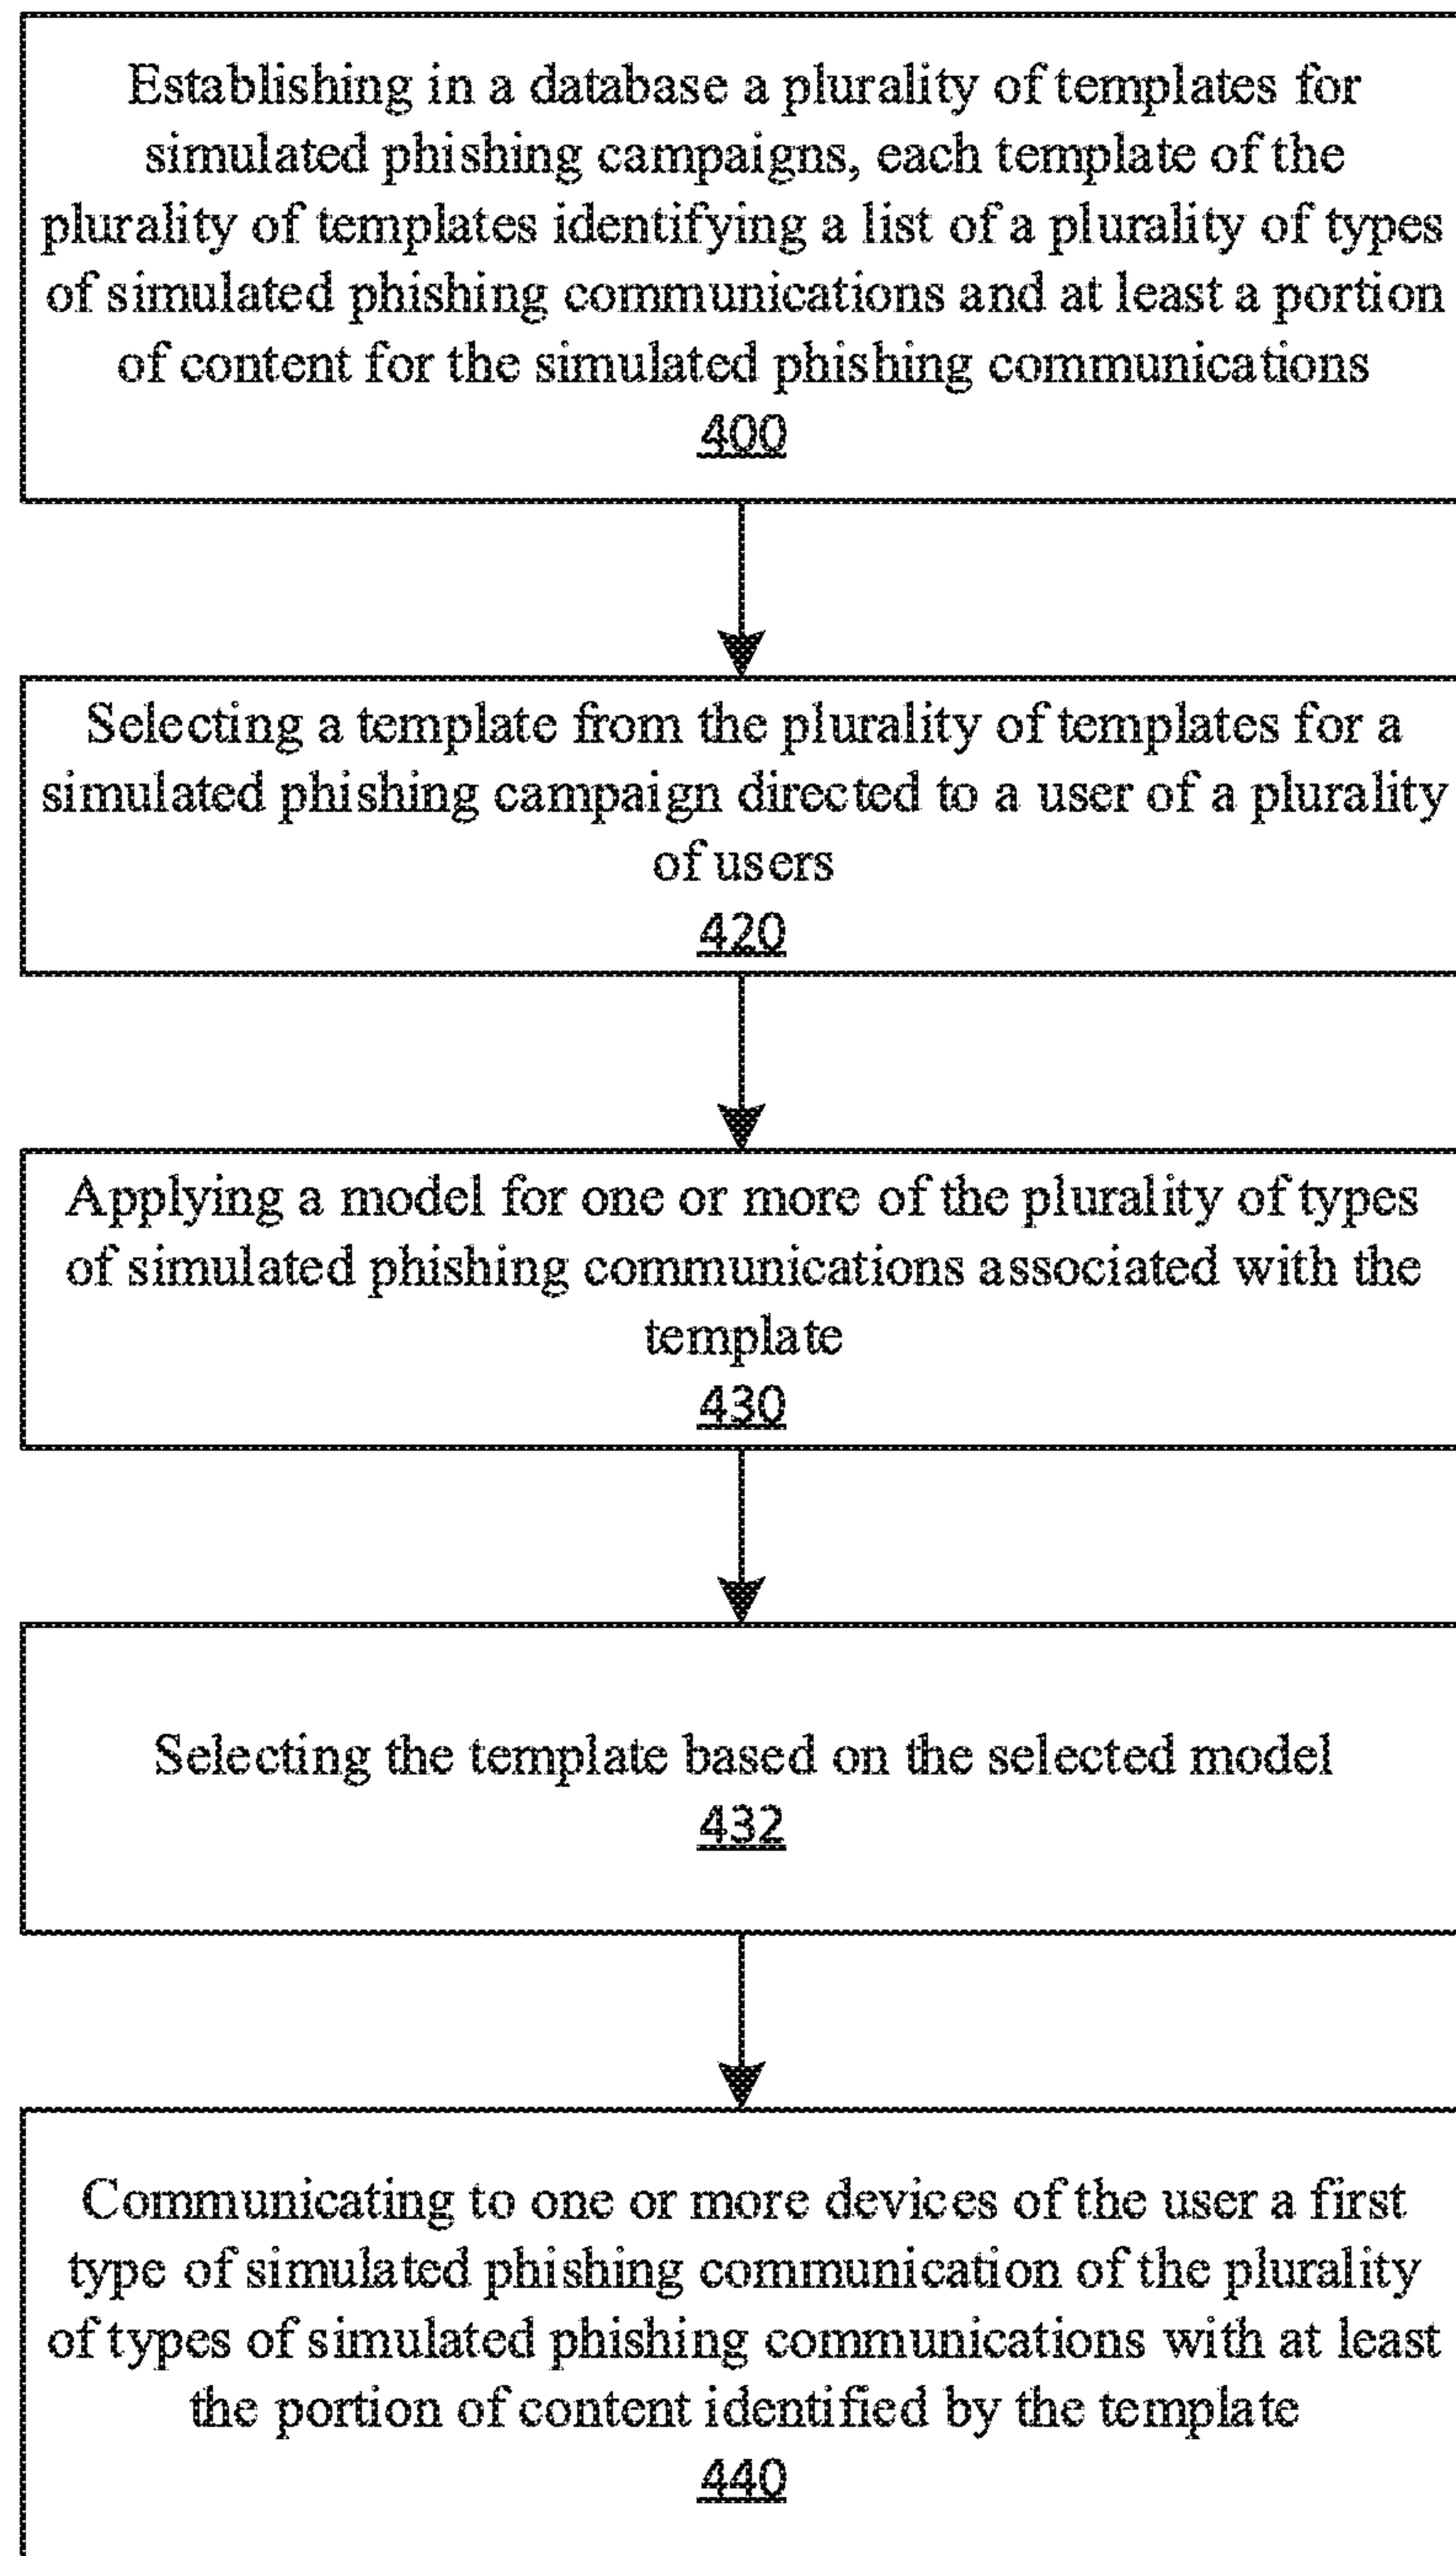 Establishing in a database a plurality of templates for
simulated phishing campaigns, each template of the
plurality of templates identifying a list of a plurality of types
of simulated phishing communications and at least a portion
of content for the simulated phishing communications
400
Selecting a template from the plurality of templates for a
simulated phishing campaign directed to a user of a plurality
of users
420
Applying a model for one or more of the plurality of types
of simulated phishing communications associated with the
template
430
Selecting the template based on the selected model
432
Communicating to one or more devices of the user a first
type of simulated phishing communication of the plurality
of types of simulated phishing communications with at least
the portion of content identified by the template
440